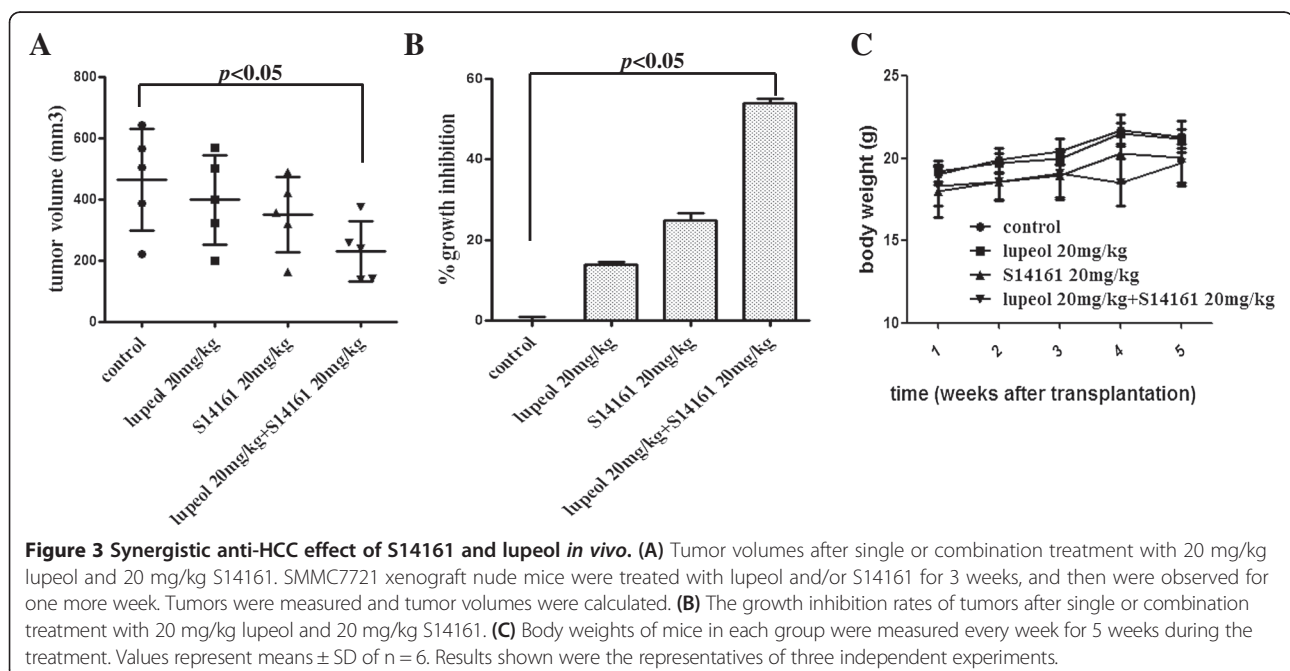 A
p<0.05
tumor volume (mm3)
800
600
400
200
0
control
lupeol 20mg/kg
S14161 20mg/kg
lupeol 20mg/kg+S14161 20mg/kg
B
p<0.05
% growth inhibition
60
40
20
0
control
lupeol 20mg/kg
S14161 20mg/kg
lupeol 20mg/kg+S14161 20mg/kg
C
body weight (g)
25
20
15
10
control
lupeol 20mg/kg
S14161 20mg/kg
lupeol 20mg/kg+S14161 20mg/kg
1 2 3 4 5
time (weeks after transplantation)
Figure 3 Synergistic anti-HCC effect of S14161 and lupeol in vivo. (A) Tumor volumes after single or combination treatment with 20 mg/kg
lupeol and 20 mg/kg S14161. SMMC7721 xenograft nude mice were treated with lupeol and/or S14161 for 3 weeks, and then were observed for
one more week. Tumors were measured and tumor volumes were calculated. (B) The growth inhibition rates of tumors after single or combination
treatment with 20 mg/kg lupeol and 20 mg/kg S14161. (C) Body weights of mice in each group were measured every week for 5 weeks during the
treatment. Values represent means ± SD of n = 6. Results shown were the representatives of three independent experiments.